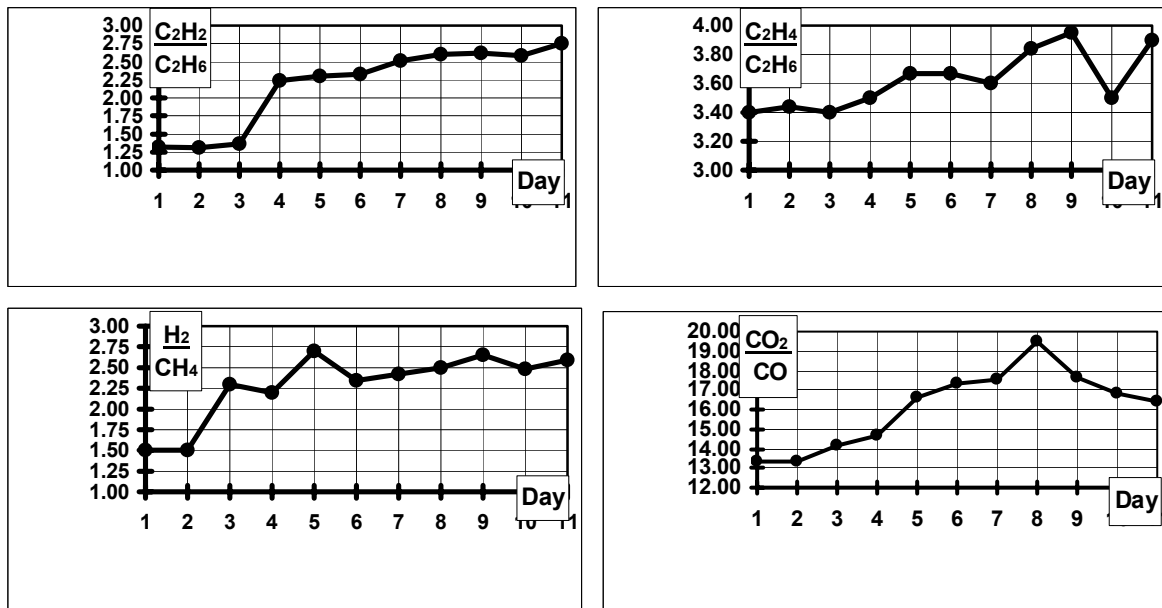 3.00
2.75
2.50
2.25
2.00
1.75
1.50
1.25
1.00
C₂H₂
C₂H₆
Day
1 2 3 4 5 6 7 8 9
4.00
3.80
3.60
3.40
3.20
3.00
C₂H₄
C₂H₆
Day
1 2 3 4 5 6 7 8 9
3.00
2.75
2.50
2.25
2.00
1.75
1.50
1.25
1.00
H₂
CH₄
Day
1 2 3 4 5 6 7 8 9
20.00
19.00
18.00
17.00
16.00
15.00
14.00
13.00
12.00
CO₂
CO
Day
1 2 3 4 5 6 7 8 9